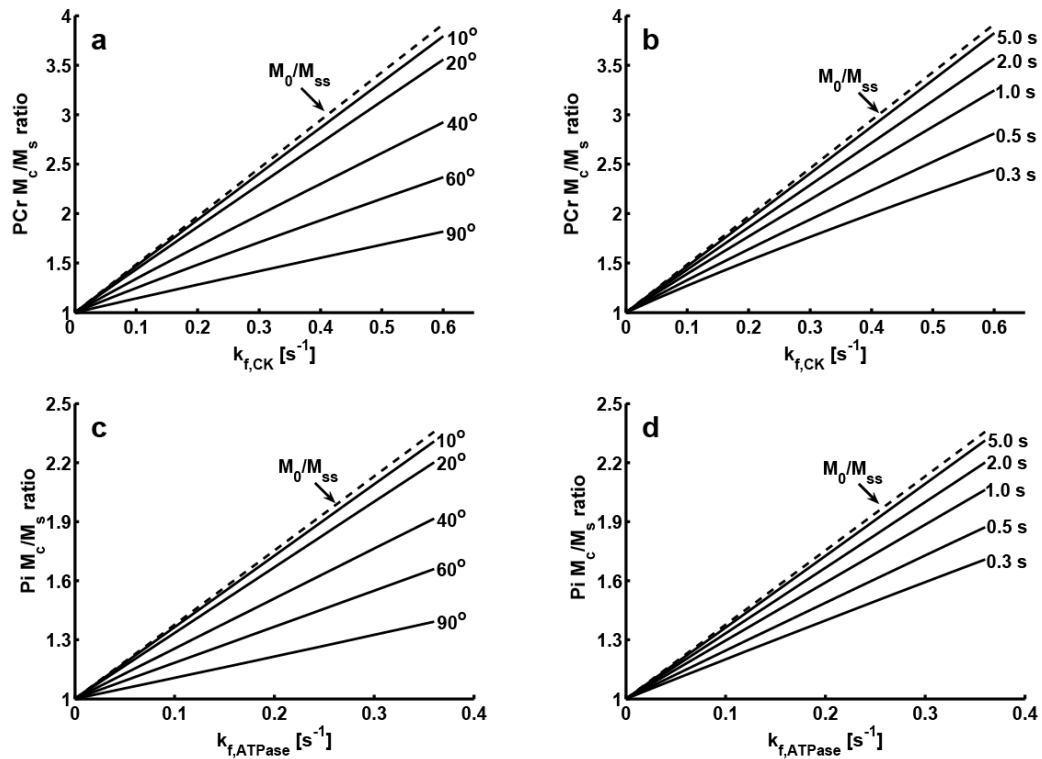 a
PCr M_c/M_s ratio
4
3.5
3
2.5
2
1.5
1
0
0.1
0.2
0.3
0.4
0.5
0.6
k_f,CK [s^-1]
M_0/M_ss
10°
20°
40°
60°
90°
b
PCr M_c/M_s ratio
4
3.5
3
2.5
2
1.5
1
0
0.1
0.2
0.3
0.4
0.5
0.6
k_f,CK [s^-1]
M_0/M_ss
5.0 s
2.0 s
1.0 s
0.5 s
0.3 s
c
Pi M_c/M_s ratio
2.5
2.2
1.9
1.6
1.3
1
0
0.1
0.2
0.3
0.4
k_f,ATPase [s^-1]
M_0/M_ss
10°
20°
40°
60°
90°
d
Pi M_c/M_s ratio
2.5
2.2
1.9
1.6
1.3
1
0
0.1
0.2
0.3
0.4
k_f,ATPase [s^-1]
M_0/M_ss
5.0 s
2.0 s
1.0 s
0.5 s
0.3 s